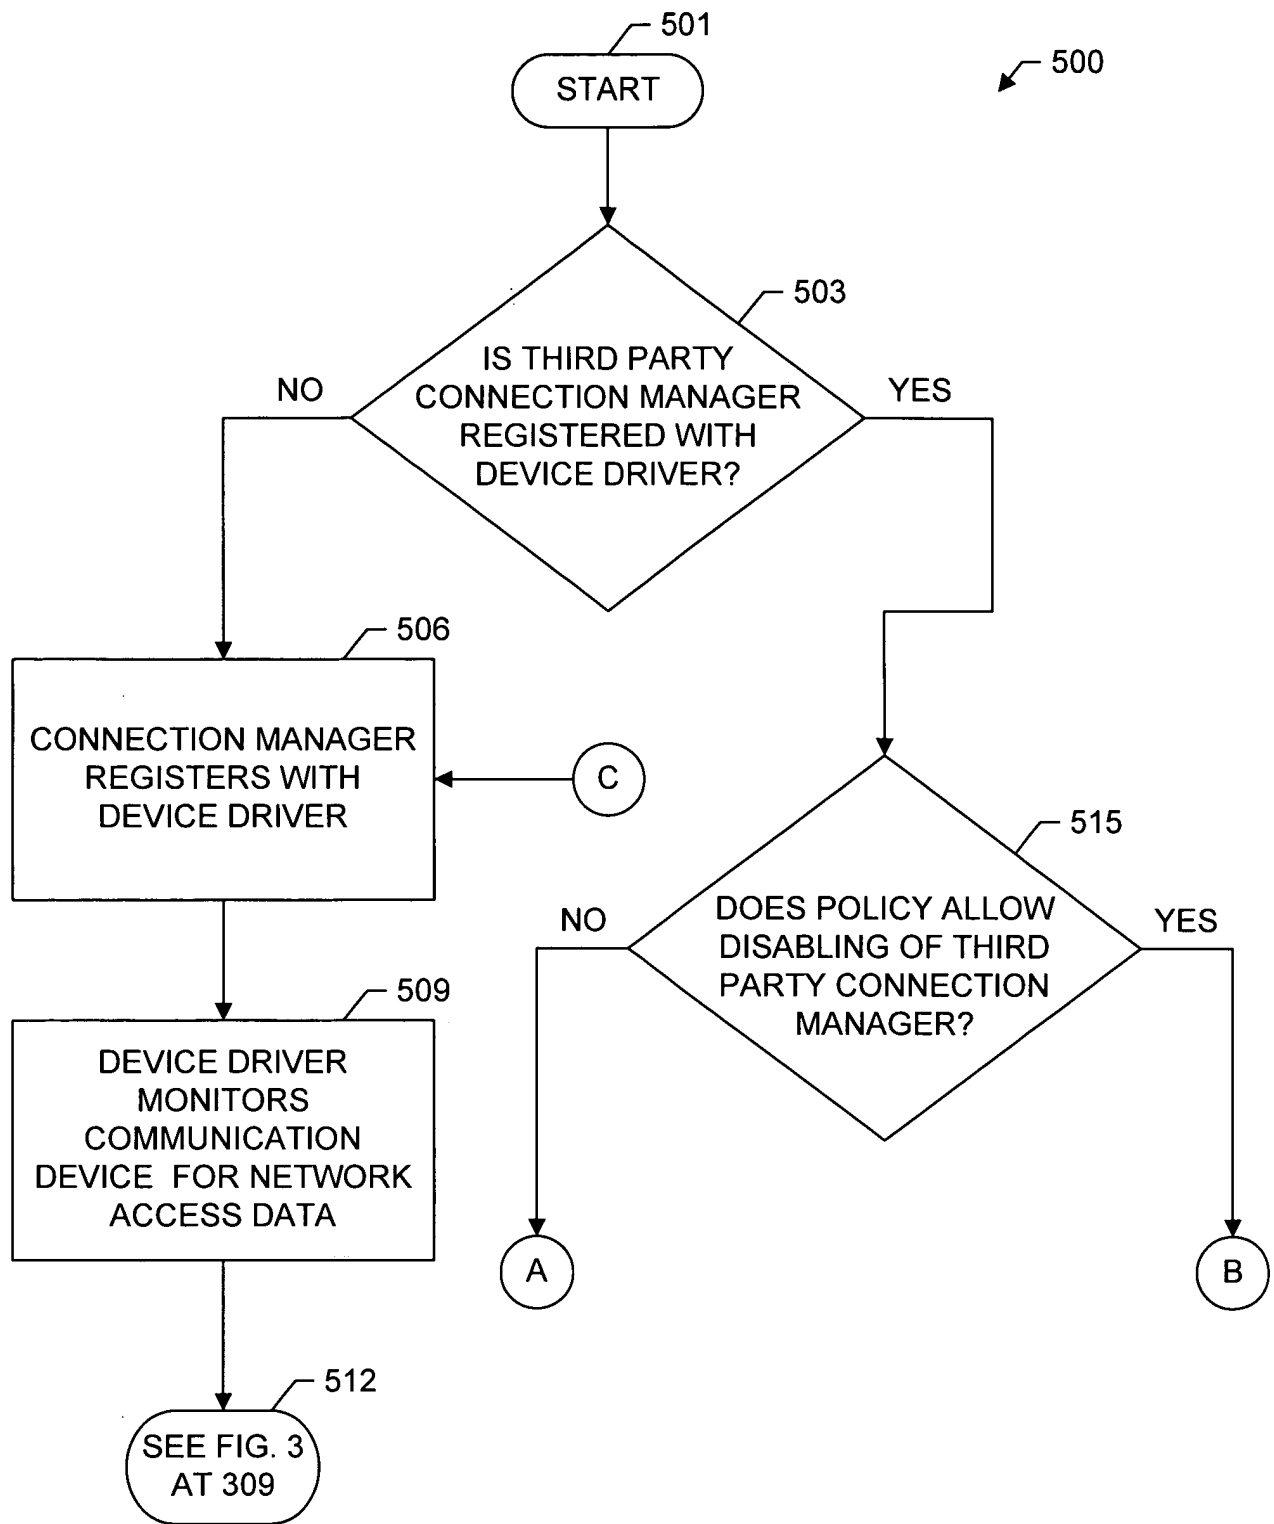 501
START
500
503
IS THIRD PARTY
CONNECTION MANAGER
REGISTERED WITH
DEVICE DRIVER?
NO
YES
506
CONNECTION MANAGER
REGISTERS WITH
DEVICE DRIVER
C
515
DOES POLICY ALLOW
DISABLING OF THIRD
PARTY CONNECTION
MANAGER?
NO
YES
509
DEVICE DRIVER
MONITORS
COMMUNICATION
DEVICE FOR NETWORK
ACCESS DATA
A
B
512
SEE FIG. 3
AT 309